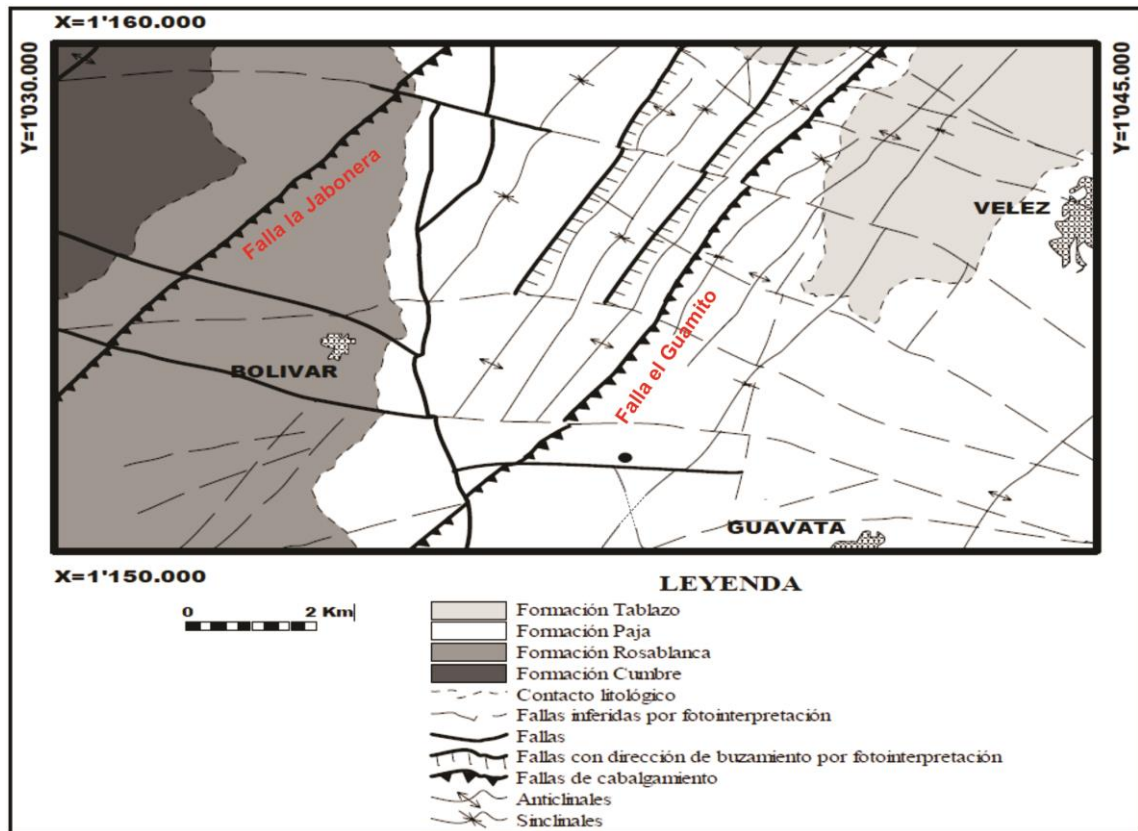 X=1'160.000
Y=1'030.000
Y=1'045.000
Falla la Jabonera
VELEZ
Falla el Guamito
BOLIVAR
GUAVATA
X=1'150.000
LEYENDA
0 2 Km
Formación Tablazo
Formación Paja
Formación Rosablanca
Formación Cumbre
Contacto litológico
Fallas inferidas por fotointerpretación
Fallas
Fallas con dirección de buzamiento por fotointerpretación
Fallas de cabalgamiento
Anticlinales
Sinclinales